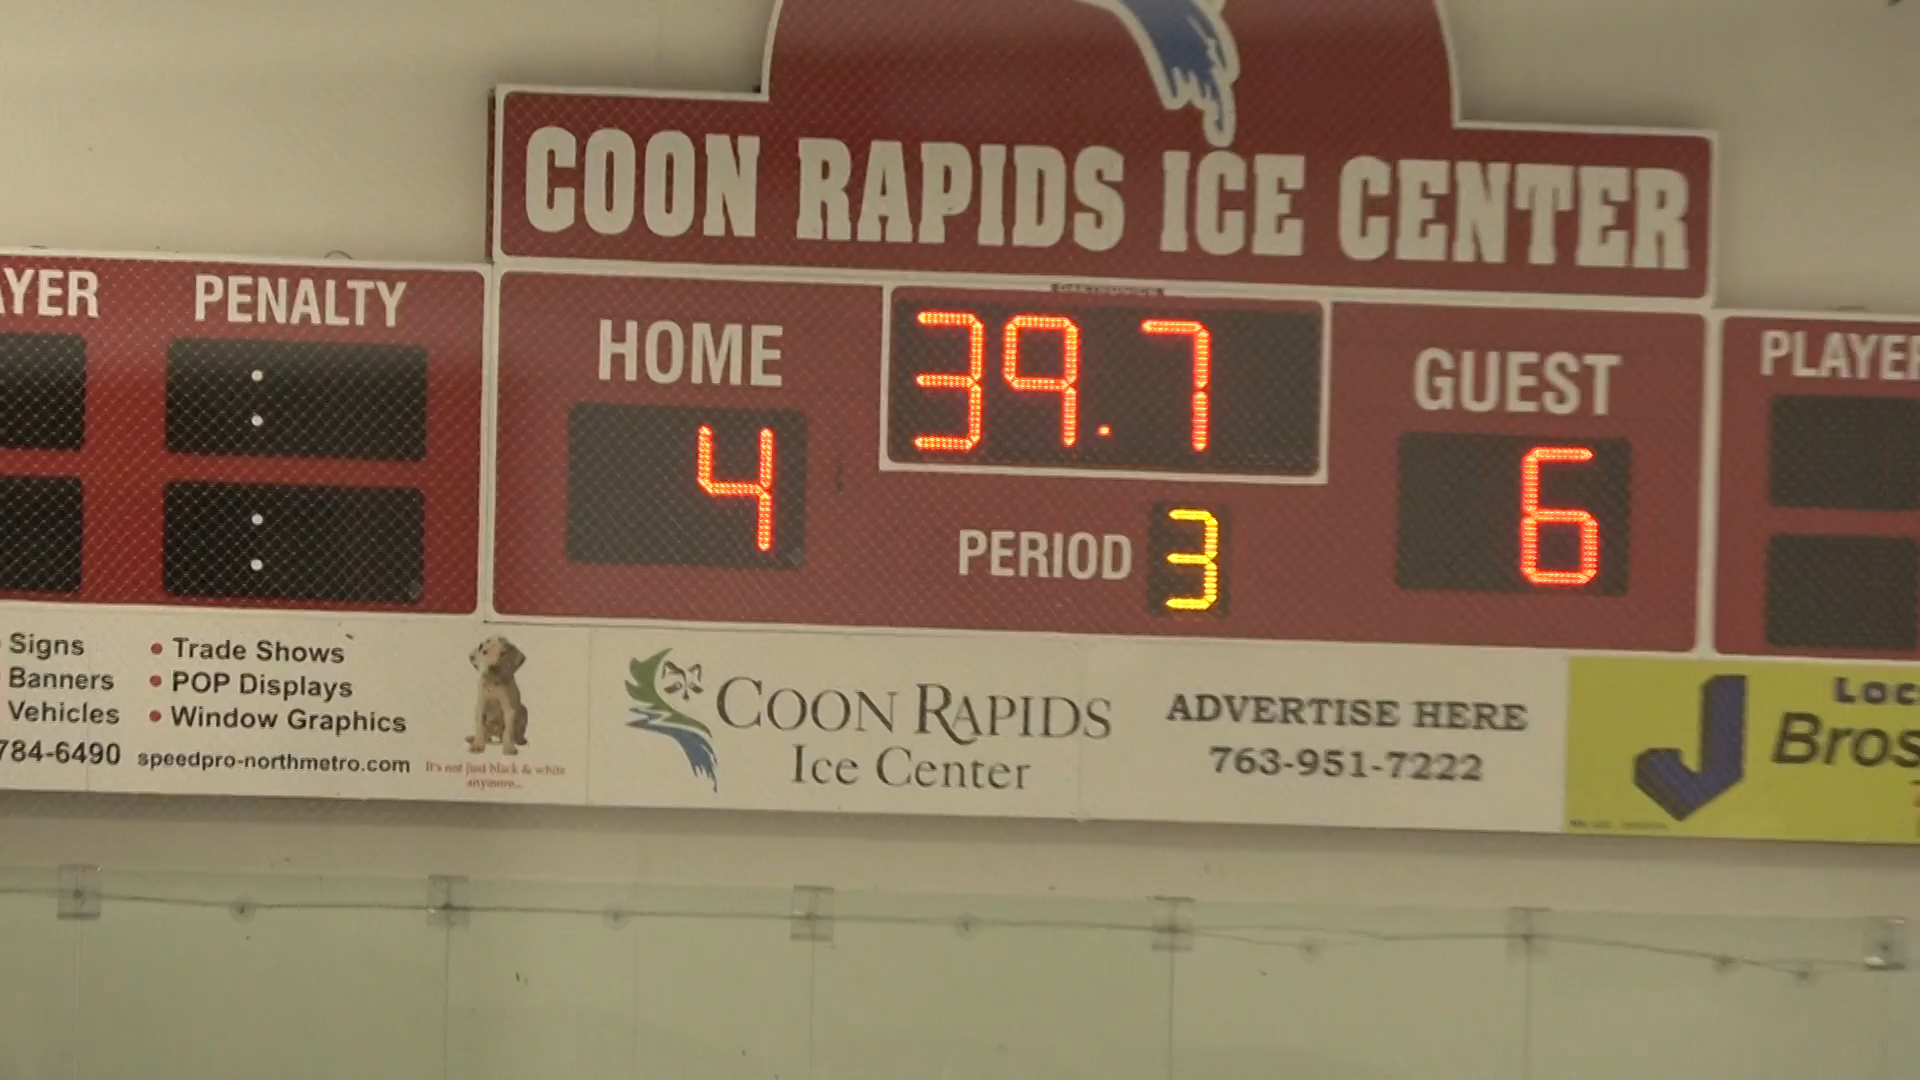 COON RAPIDS ICE CENTER
PENALTY
HOME
39.7
GUEST
PLAYER
4
6
PERIOD 3
Signs
Banners
Vehicles
784-6490
• Trade Shows
• POP Displays
• Window Graphics
speedpro-northmetro.com
It's not just black & white
anymore...
COON RAPIDS
Ice Center
ADVERTISE HERE
763-951-7222
J
Bros